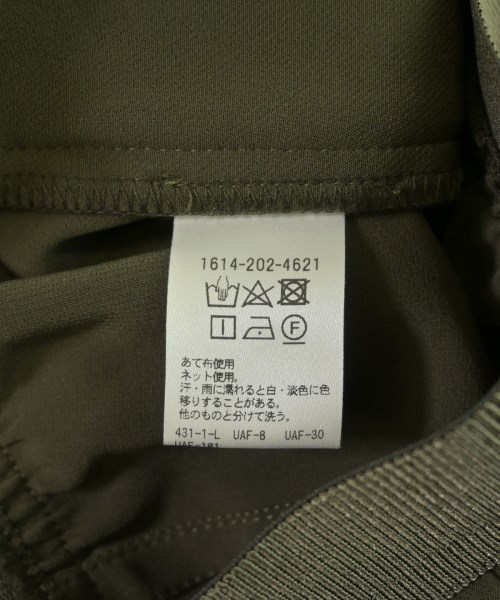 1614-202-4621
F
あて布使用
ネット使用。
汗・雨に濡れると白・淡色に色
移りすることがある。
他のものと分けて洗う。
431-1-L UAF-8 UAF-30
UAF-181